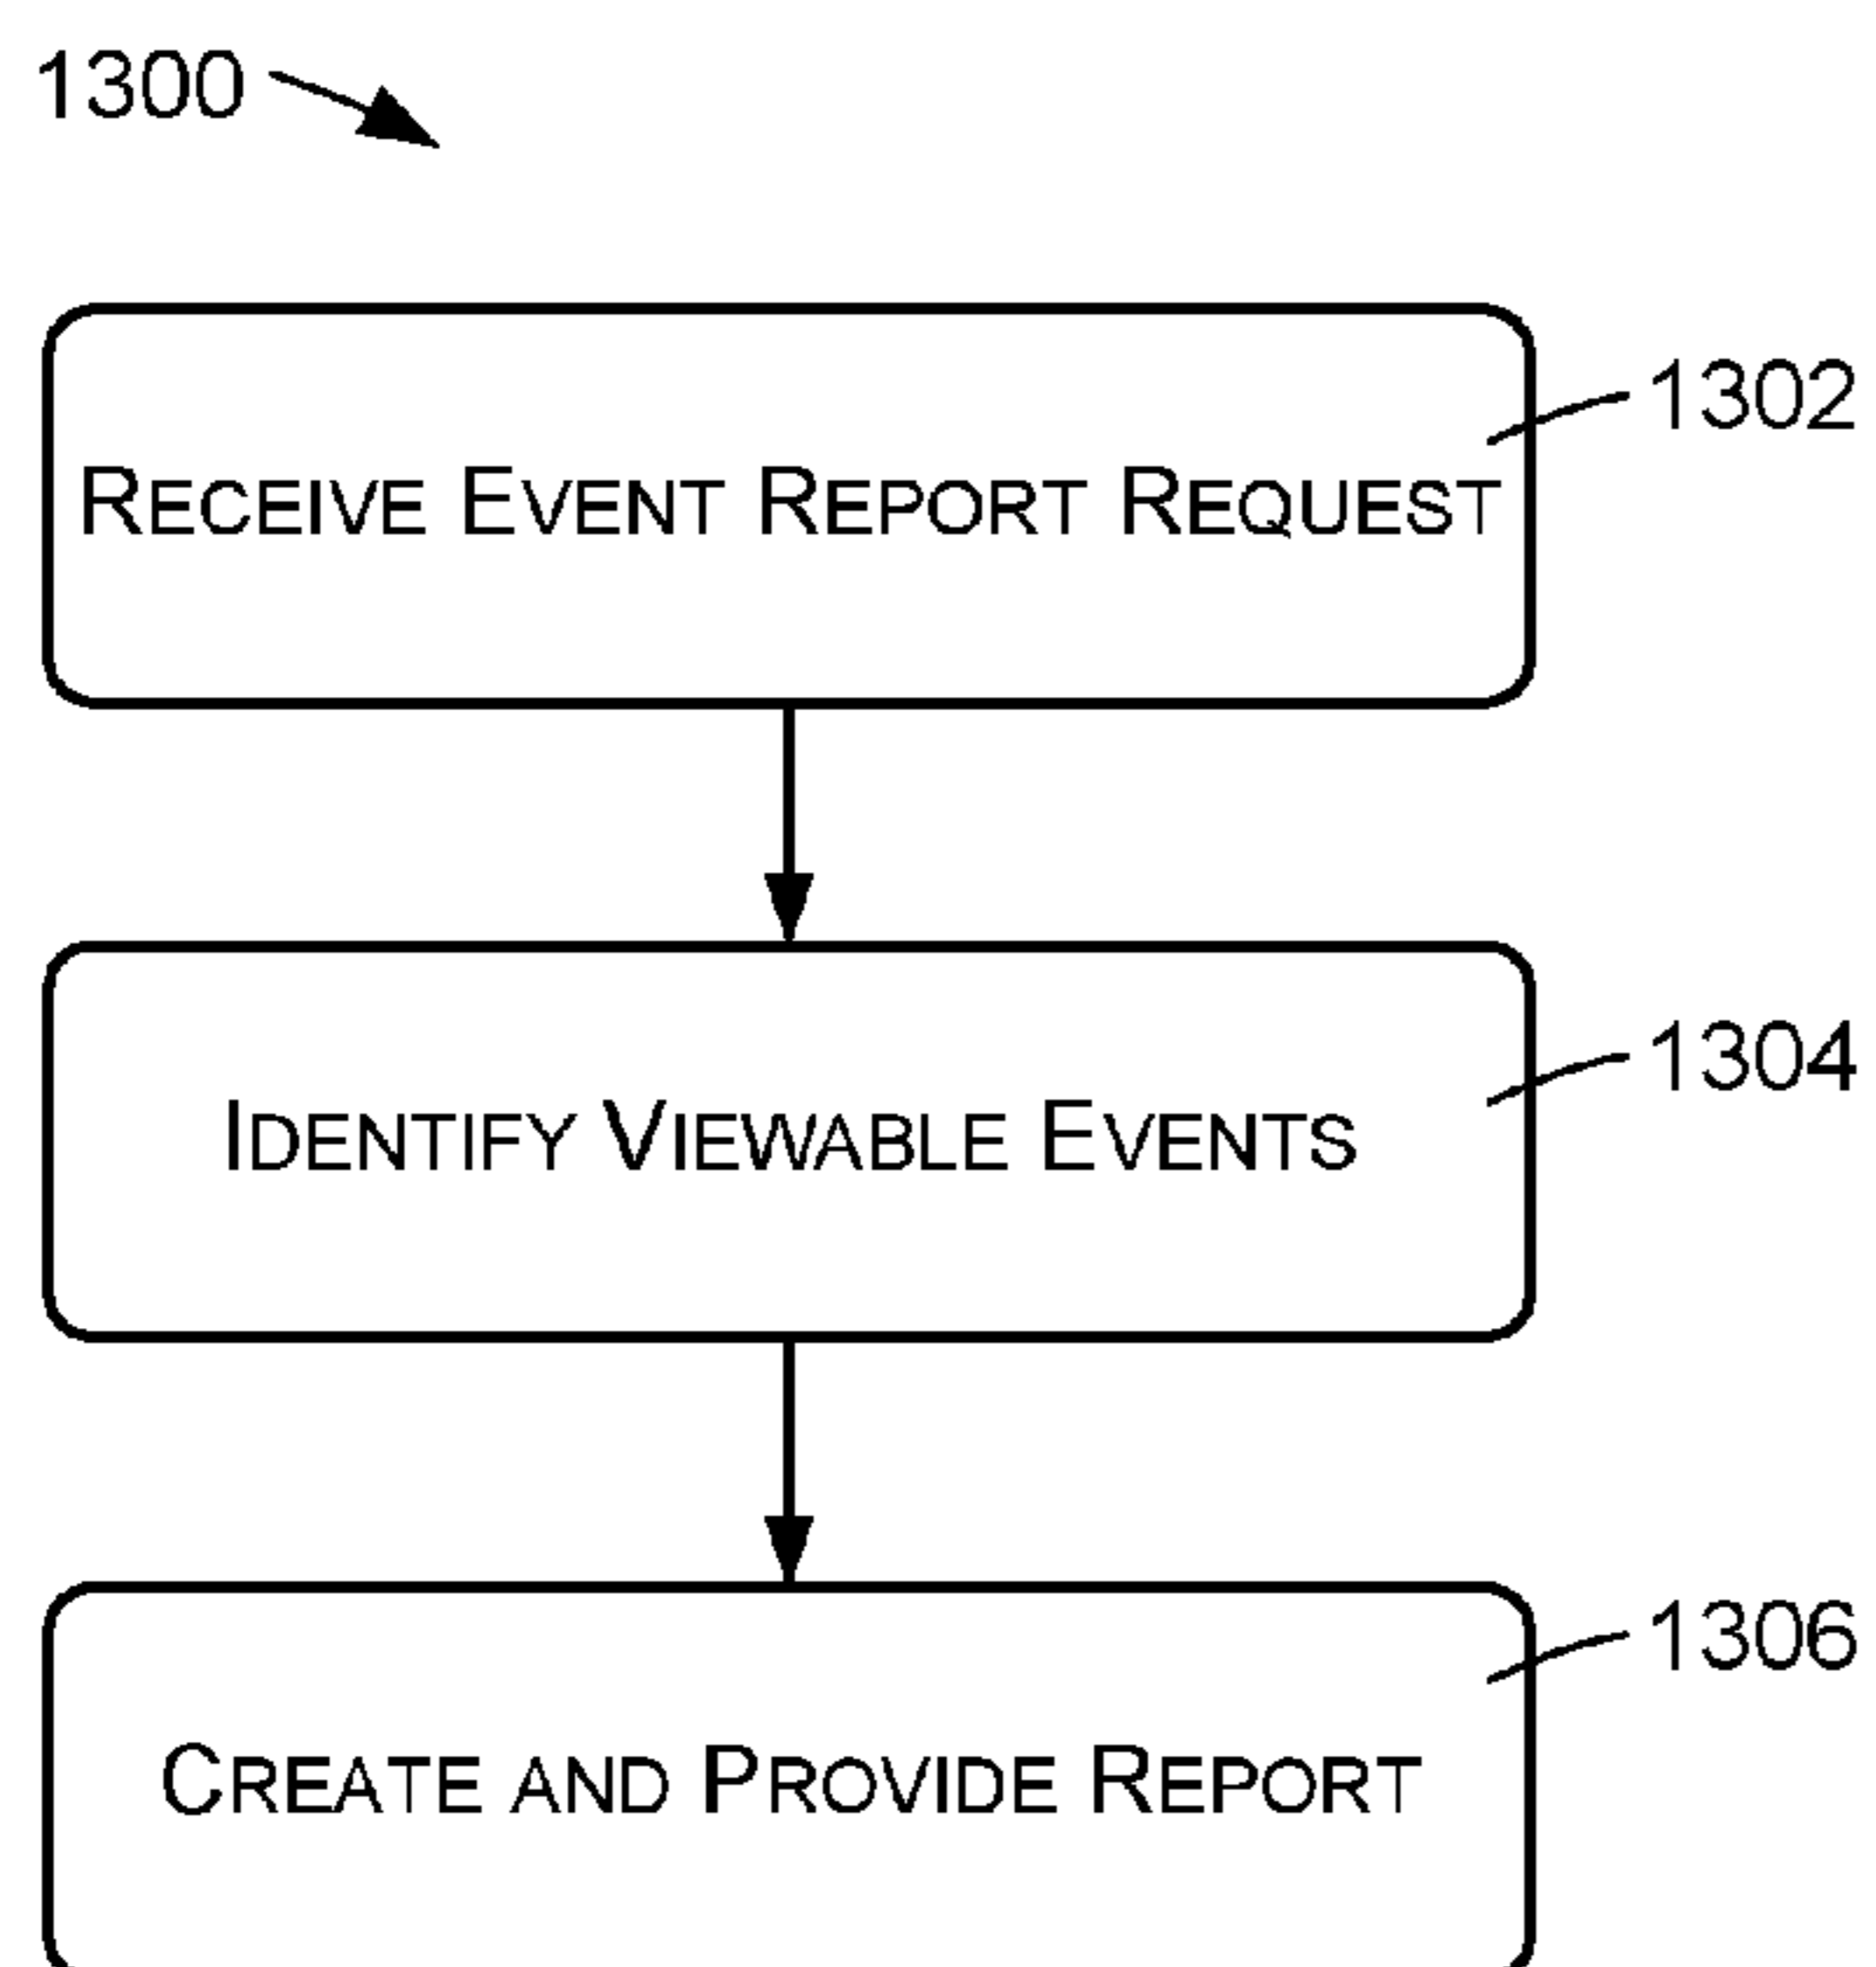 1300
1302
RECEIVE EVENT REPORT REQUEST
1304
IDENTIFY VIEWABLE EVENTS
1306
CREATE AND PROVIDE REPORT